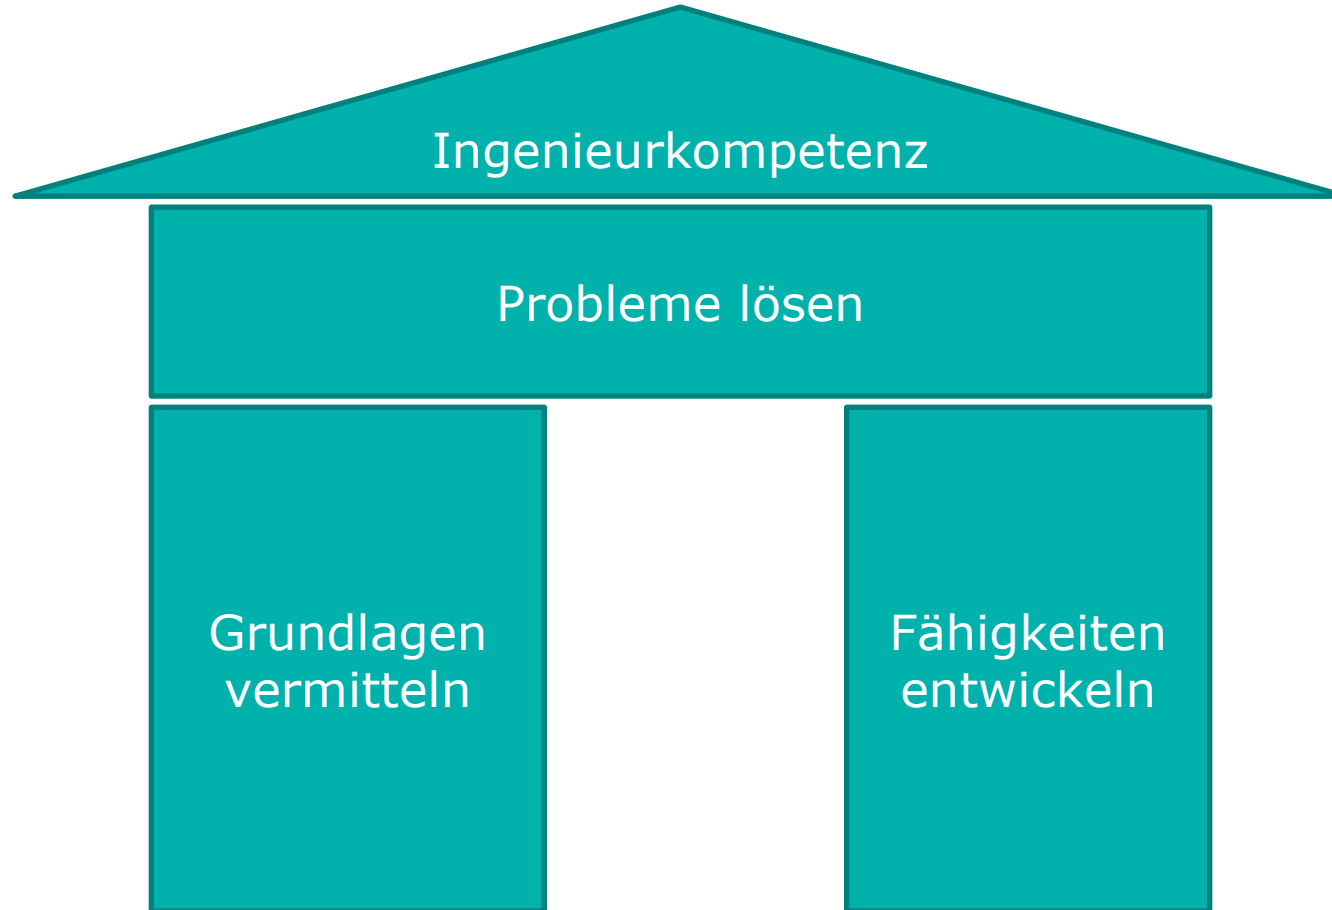 Ingenieurkompetenz
Probleme lösen
Grundlagen
vermitteln
Fähigkeiten
entwickeln